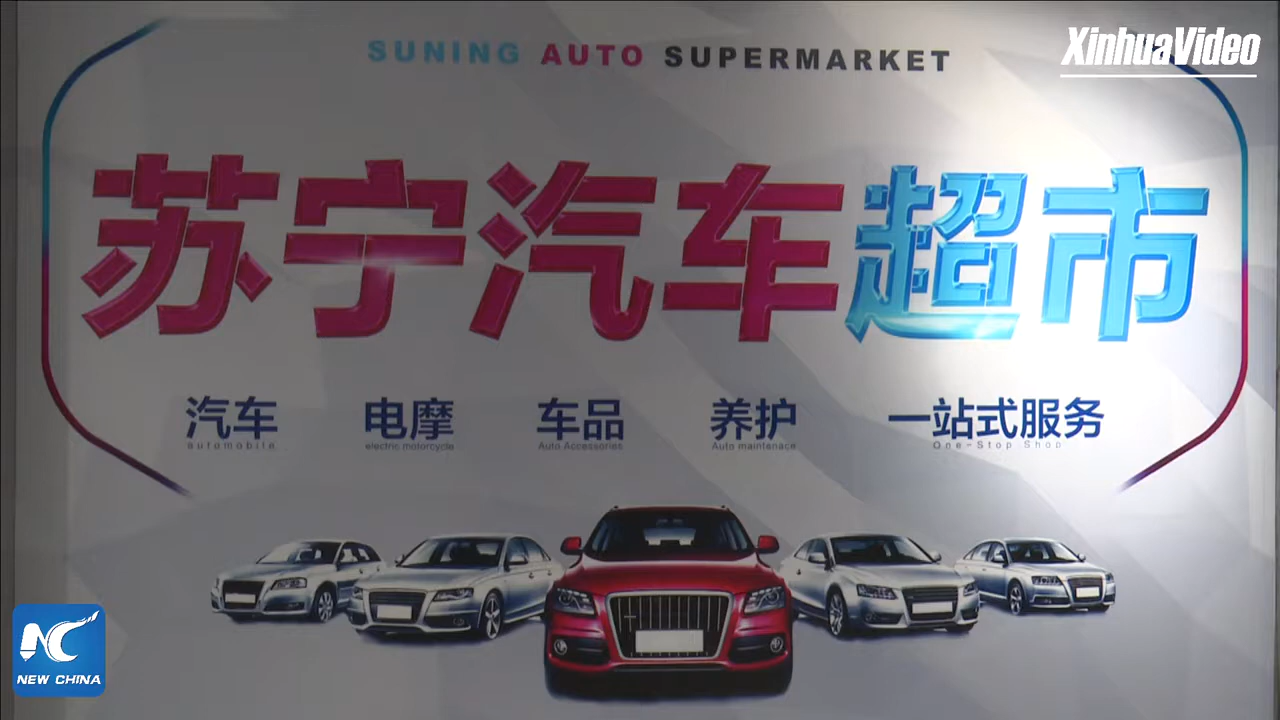 XinhuaVideo
SUNING AUTO SUPERMARKET
苏宁汽车超市
汽车 电摩 车品 养护 一站式服务
automobile electric motorcycle Auto Accessories Auto maintenace One-Stop Shop
NEW CHINA